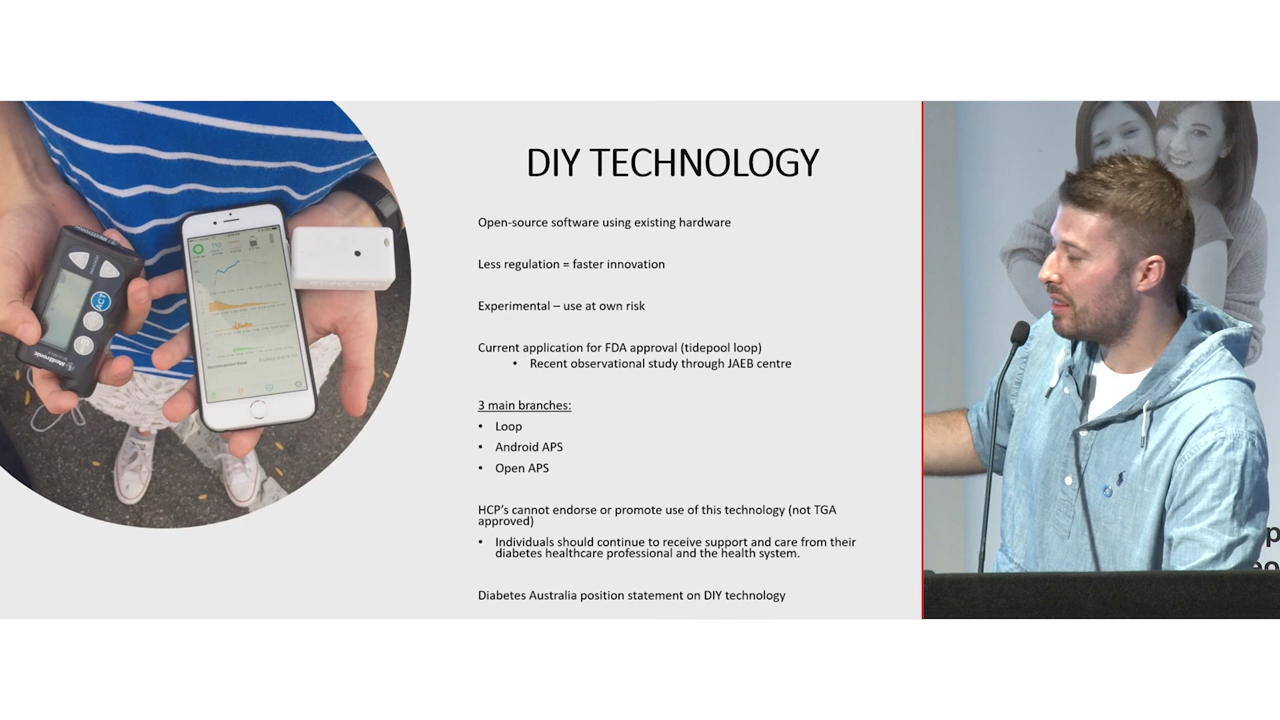 DIY TECHNOLOGY
Open-source software using existing hardware
Less regulation = faster innovation
Experimental – use at own risk
Current application for FDA approval (tidepool loop)
• Recent observational study through JAEB centre
3 main branches:
• Loop
• Android APS
• Open APS
HCP's cannot endorse or promote use of this technology (not TGA
approved)
• Individuals should continue to receive support and care from their
diabetes healthcare professional and the health system.
Diabetes Australia position statement on DIY technology
ACT
Medtronic